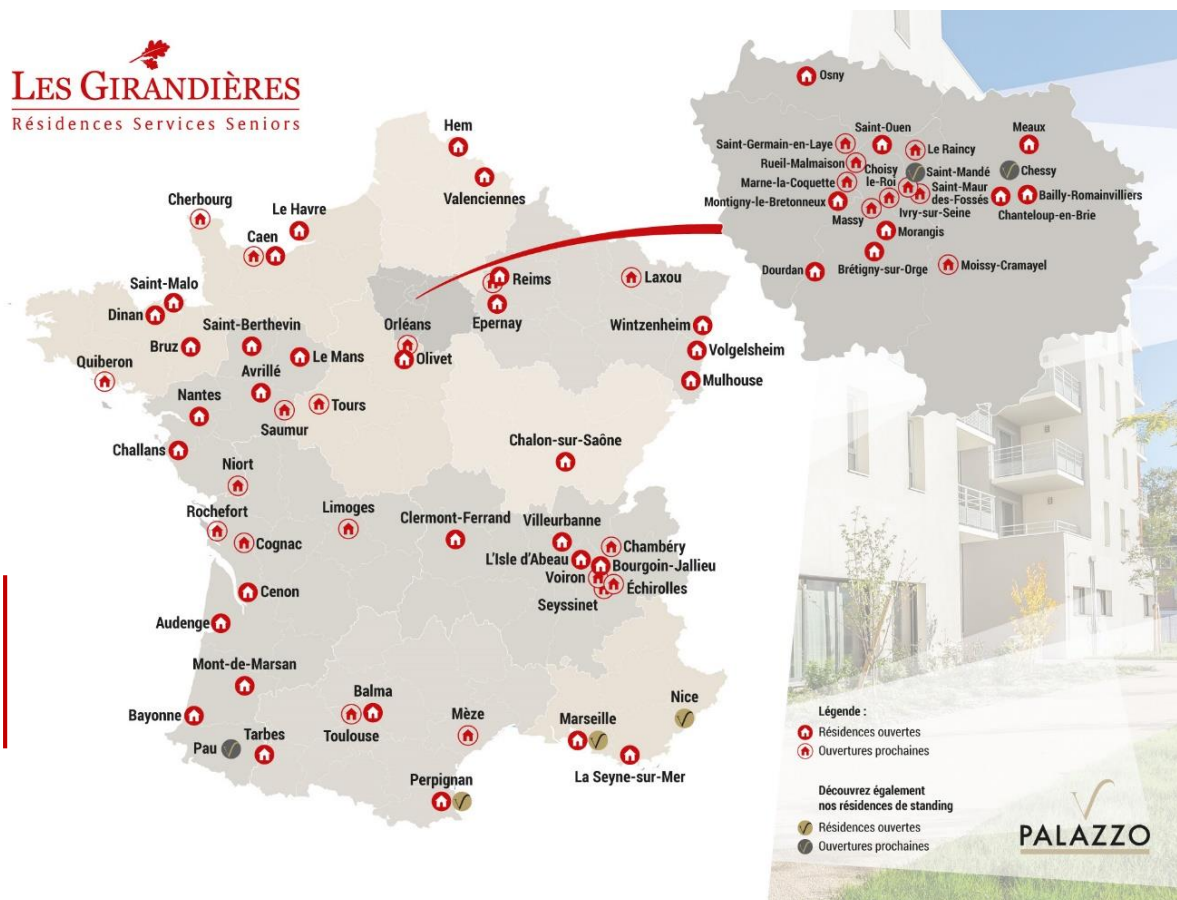 LES GIRANDIÈRES
Résidences Services Seniors
Hem
Valenciennes
Cherbourg
Le Havre
Caen
Reims
Laxou
Saint-Malo
Dinan
Saint-Berthevin
Orléans
Epernay
Wintzenheim
Bruz
Le Mans
Olivet
Volgelsheim
Quiberon
Avrillé
Mulhouse
Nantes
Tours
Saumur
Challans
Chalon-sur-Saône
Niort
Rochefort
Limoges
Clermont-Ferrand
Villeurbanne
Cognac
Chambéry
L'Isle d'Abeau
Bourgoin-Jallieu
Voiron
Échirolles
Cenon
Seyssinet
Audenge
Mont-de-Marsan
Balma
Nice
Bayonne
Mèze
Marseille
Toulouse
Pau
Tarbes
La Seyne-sur-Mer
Perpignan
Osny
Saint-Ouen
Meaux
Saint-Germain-en-Laye
Le Raincy
Rueil-Malmaison
Choisy
le-Roi
Saint-Mandé
Chessy
Marne-la-Coquette
Saint-Maur
des-Fossés
Bailly-Romainvilliers
Montigny-le-Bretonneux
Massy
Ivry-sur-Seine
Chanteloup-en-Brie
Morangis
Dourdan
Brétigny-sur-Orge
Moissy-Cramayel
Légende :
Résidences ouvertes
Ouvertures prochaines
Découvrez également
nos résidences de standing
Résidences ouvertes
Ouvertures prochaines
PALAZZO